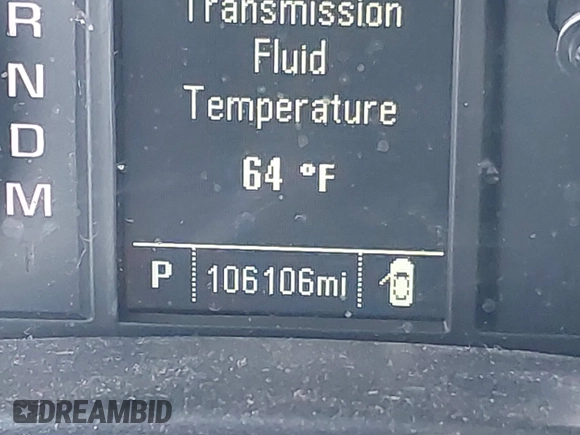 Transmission
Fluid
Temperature
64 °F
P 106106mi
R
N
D
M
DREAMBID